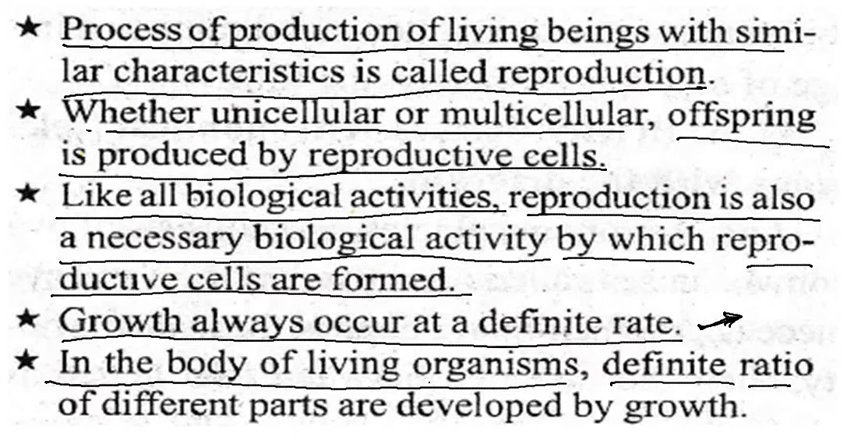 ★ Process of production of living beings with simi-
lar characteristics is called reproduction.
★ Whether unicellular or multicellular, offspring
is produced by reproductive cells.
★ Like all biological activities, reproduction is also
a necessary biological activity by which repro-
ductive cells are formed.
★ Growth always occur at a definite rate. →
★ In the body of living organisms, definite ratio
of different parts are developed by growth.